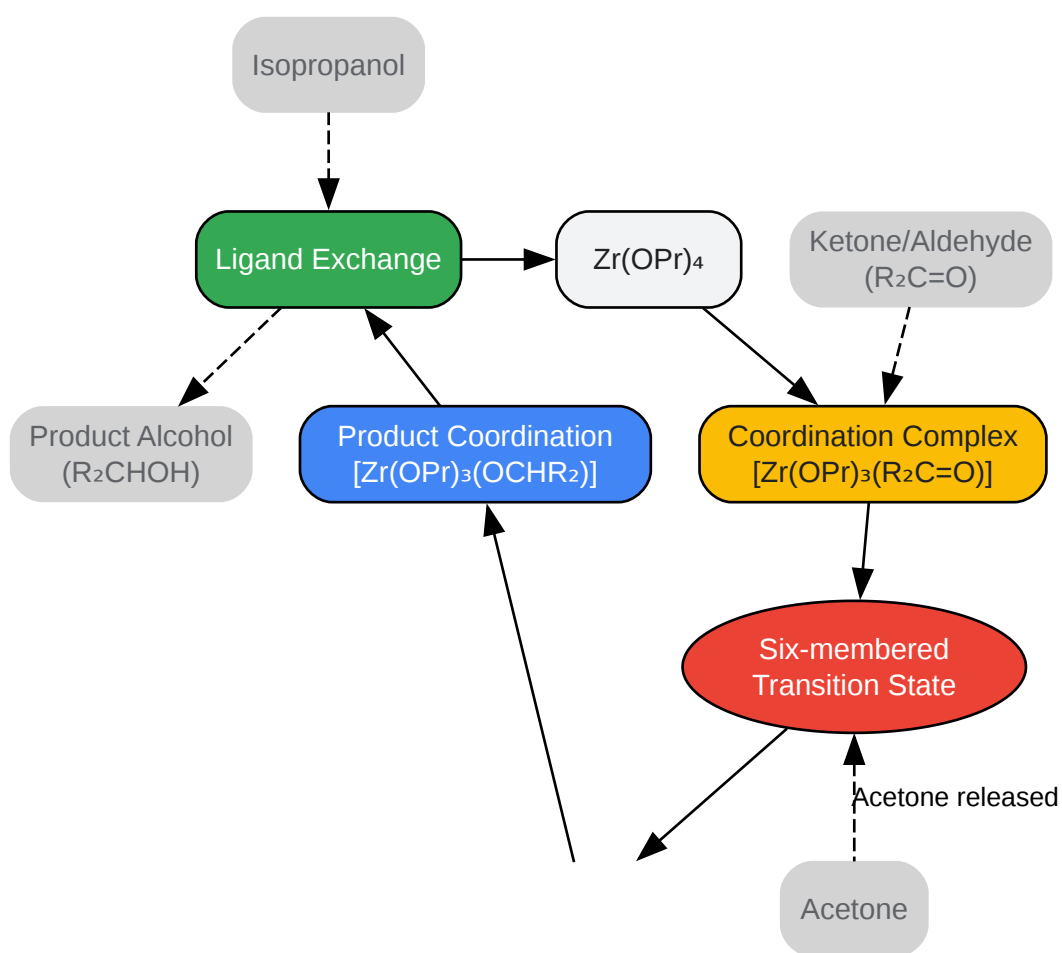 Isopropanol
Ligand Exchange
Zr(OPr)₄
Ketone/Aldehyde
(R₂C=O)
Product Alcohol
(R₂CHOH)
Product Coordination
[Zr(OPr)₃(OCHR₂)]
Coordination Complex
[Zr(OPr)₃(R₂C=O)]
Six-membered
Transition State
Acetone released
Acetone